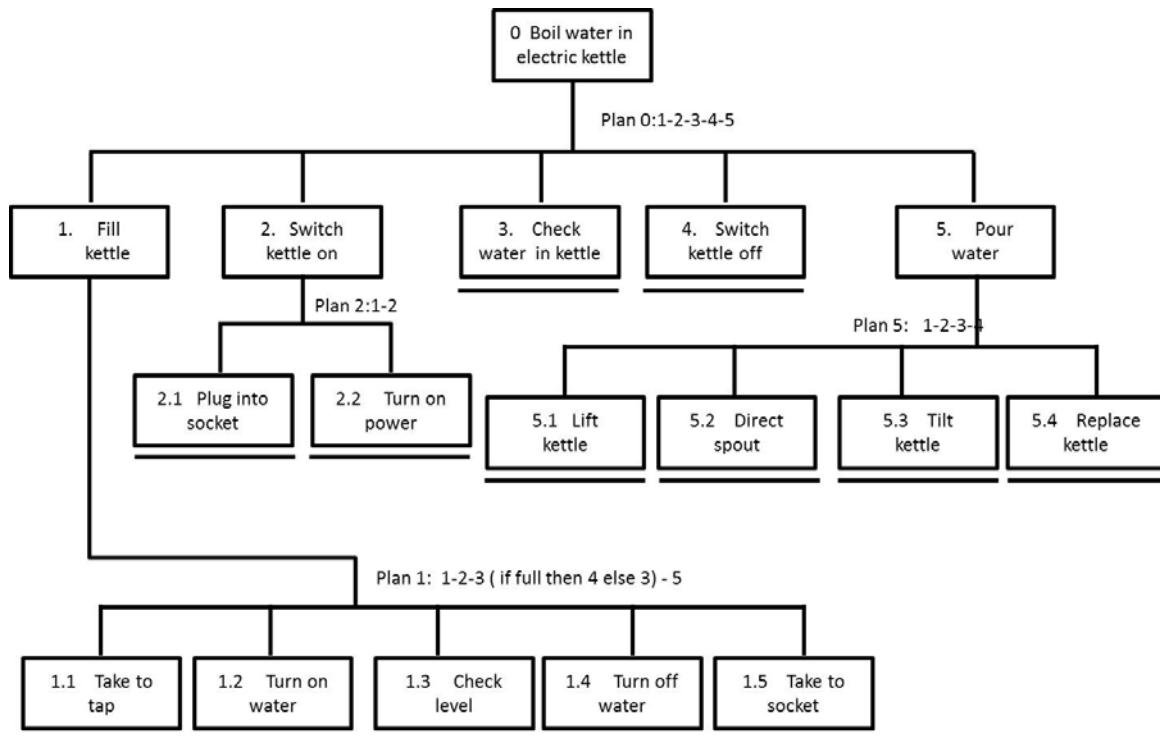 0 Boil water in
electric kettle
Plan 0:1-2-3-4-5
1. Fill
kettle
2. Switch
kettle on
3. Check
water in kettle
4. Switch
kettle off
5. Pour
water
Plan 2:1-2
Plan 5: 1-2-3-4
2.1 Plug into
socket
2.2 Turn on
power
5.1 Lift
kettle
5.2 Direct
spout
5.3 Tilt
kettle
5.4 Replace
kettle
Plan 1: 1-2-3 ( if full then 4 else 3) - 5
1.1 Take to
tap
1.2 Turn on
water
1.3 Check
level
1.4 Turn off
water
1.5 Take to
socket